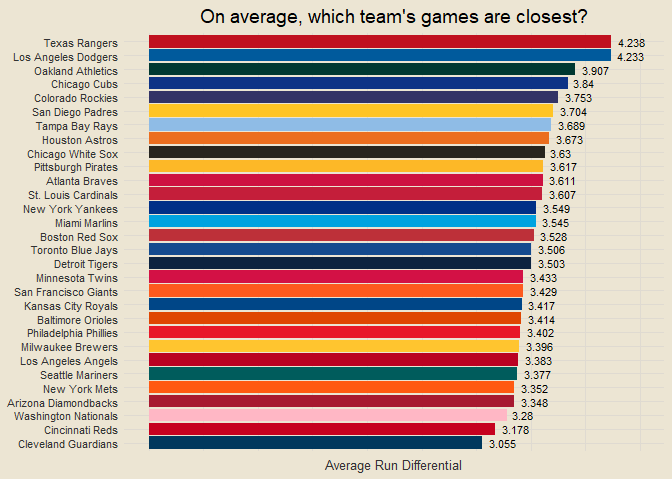 On average, which team's games are closest?
Texas Rangers 4.238
Los Angeles Dodgers 4.233
Oakland Athletics 3.907
Chicago Cubs 3.84
Colorado Rockies 3.753
San Diego Padres 3.704
Tampa Bay Rays 3.689
Houston Astros 3.673
Chicago White Sox 3.63
Pittsburgh Pirates 3.617
Atlanta Braves 3.611
St. Louis Cardinals 3.607
New York Yankees 3.549
Miami Marlins 3.545
Boston Red Sox 3.528
Toronto Blue Jays 3.506
Detroit Tigers 3.503
Minnesota Twins 3.433
San Francisco Giants 3.429
Kansas City Royals 3.417
Baltimore Orioles 3.414
Philadelphia Phillies 3.402
Milwaukee Brewers 3.396
Los Angeles Angels 3.383
Seattle Mariners 3.377
New York Mets 3.352
Arizona Diamondbacks 3.348
Washington Nationals 3.28
Cincinnati Reds 3.178
Cleveland Guardians 3.055
Average Run Differential